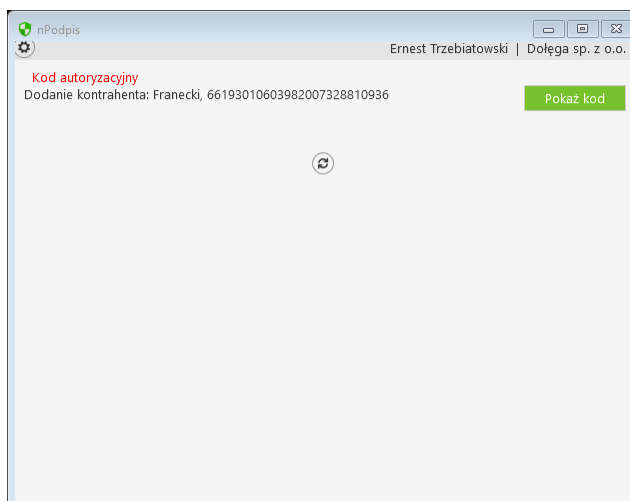 nPodpis
Ernest Trzebiatowski | Dołęga sp. z o.o.
Kod autoryzacyjny
Dodanie kontrahenta: Franecki, 66193010603982007328810936
Pokaż kod